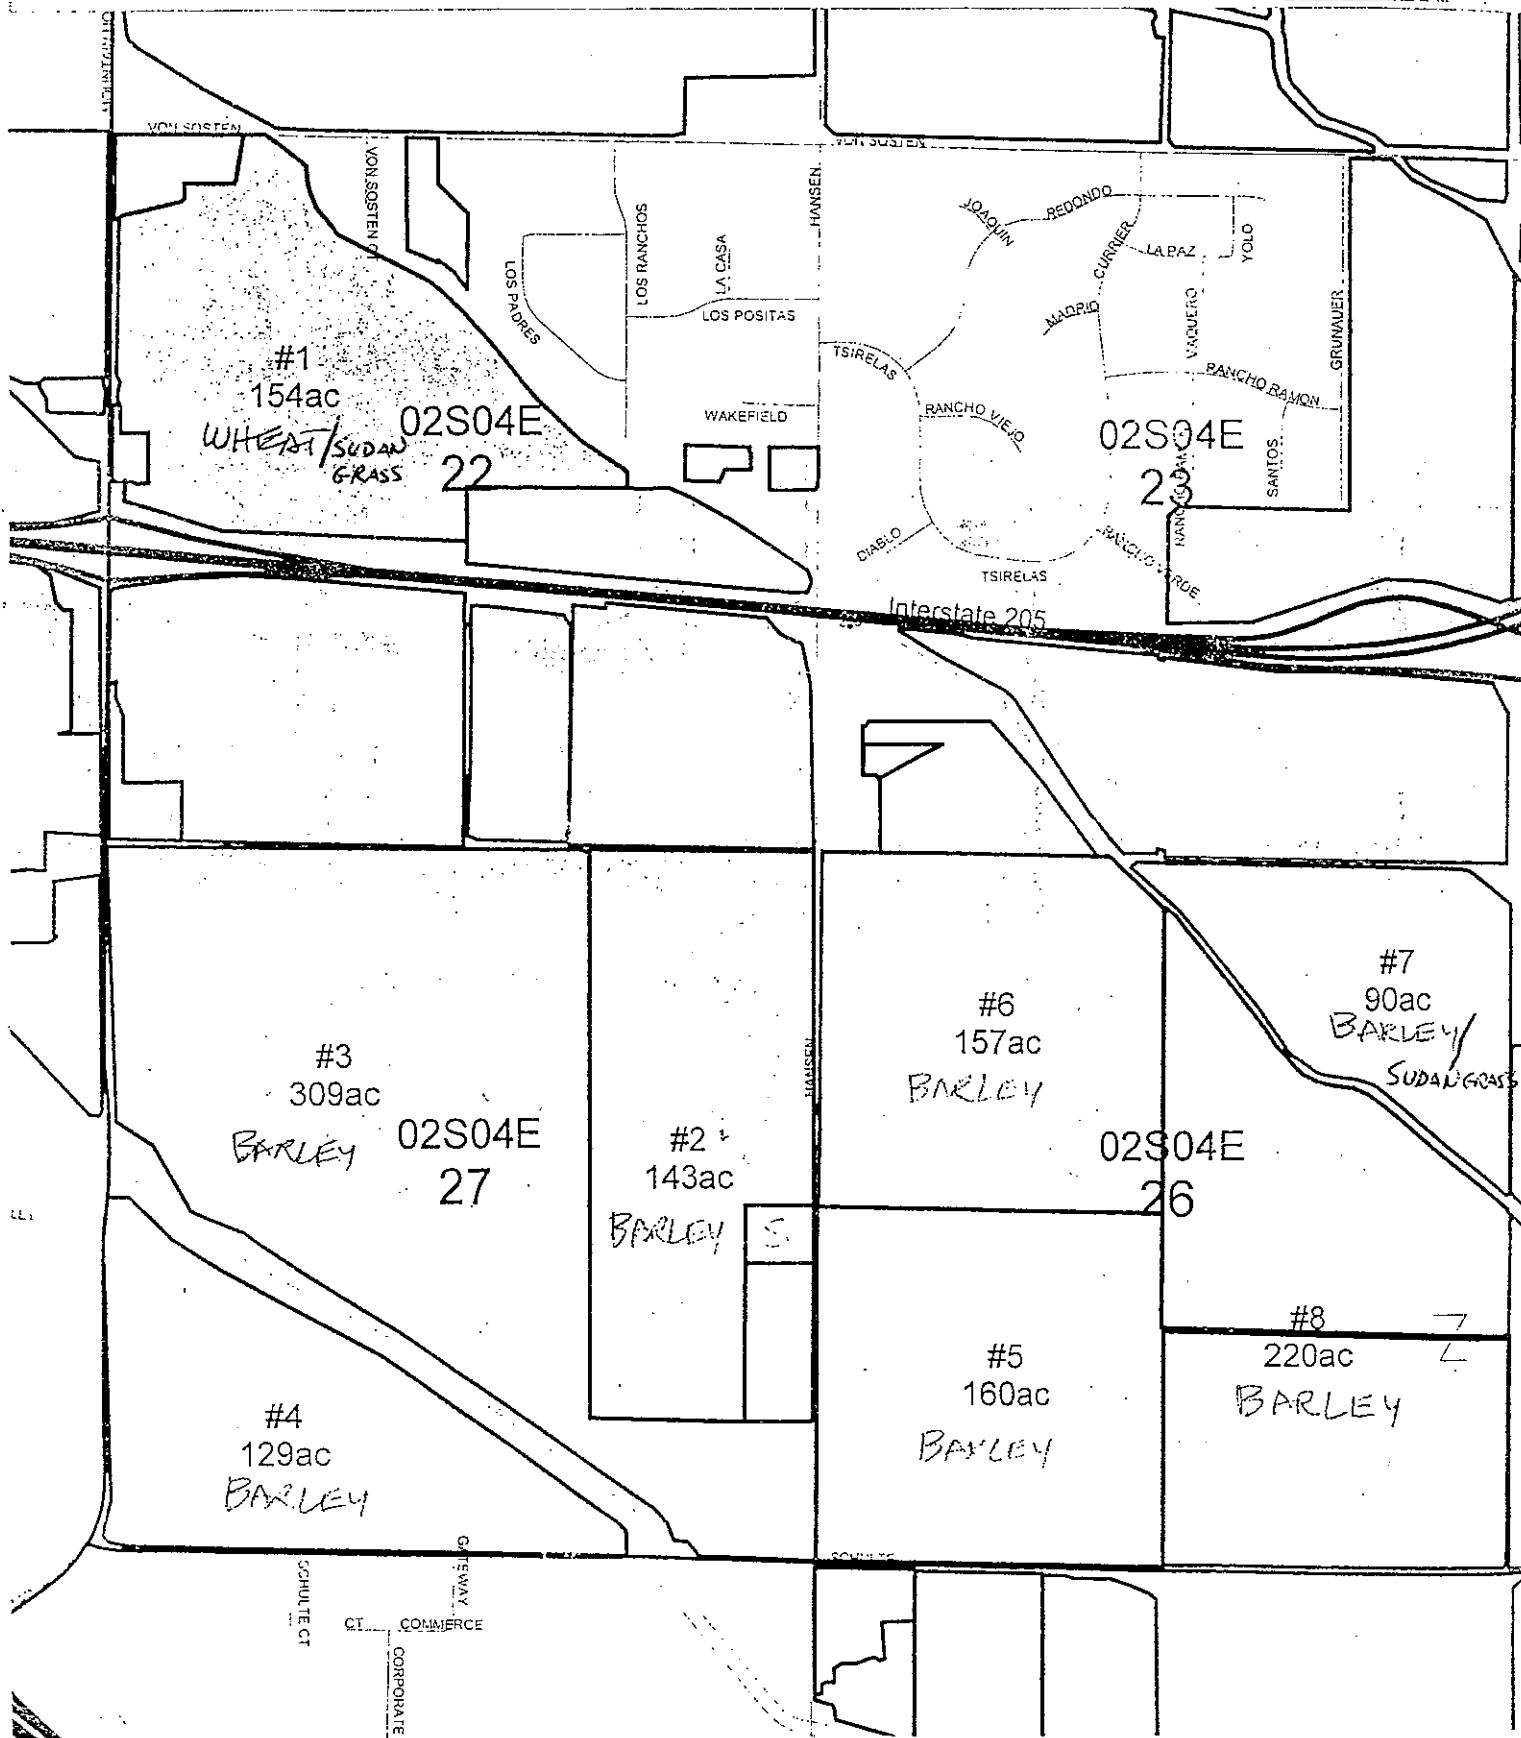 VON SOSTEN
VON SOSTEN
VON SOSTEN CT
HANSEN
LOS RANCHOS
LA CASA
LOS PADRES
LOS POSITAS
WAKEFIELD
JOAQUIN
REDONDO
CURRIER
LA PAZ
YOLO
MADRID
VAQUERO
GRUNAUER
TSIRELAS
RANCHO RAMON
RANCHO VIEJO
SANTOS
#1
154ac
WHEAT/SUDAN
GRASS
02S04E
22
02S04E
23
DIABLO
TSIRELAS
RANCHO VERDE
Interstate 205
#3
309ac
BARLEY
02S04E
27
#2
143ac
BARLEY
S
HANSEN
#6
157ac
BARLEY
#7
90ac
BARLEY/
SUDANGRASS
02S04E
26
#5
160ac
BARLEY
#8
220ac
BARLEY
#4
129ac
BARLEY
SCHULTE
SCHULTE CT
GATEWAY
CT
COMMERCE
CORPORATE